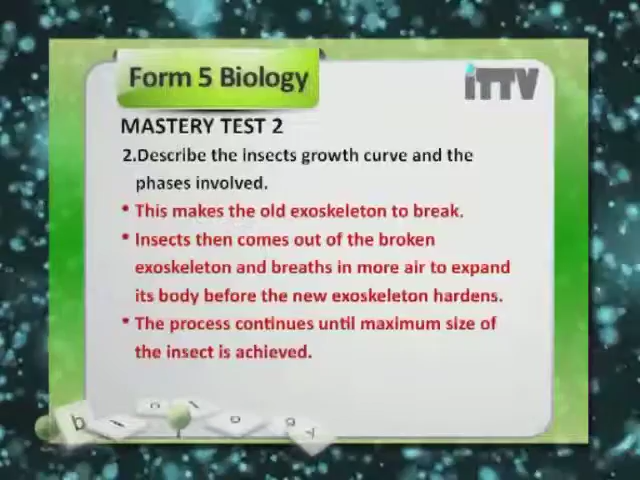 Form 5 Biology
iTTV
MASTERY TEST 2
2.Describe the insects growth curve and the
phases involved.
• This makes the old exoskeleton to break.
• Insects then comes out of the broken
exoskeleton and breaths in more air to expand
its body before the new exoskeleton hardens.
• The process continues until maximum size of
the insect is achieved.
b i o l o g y